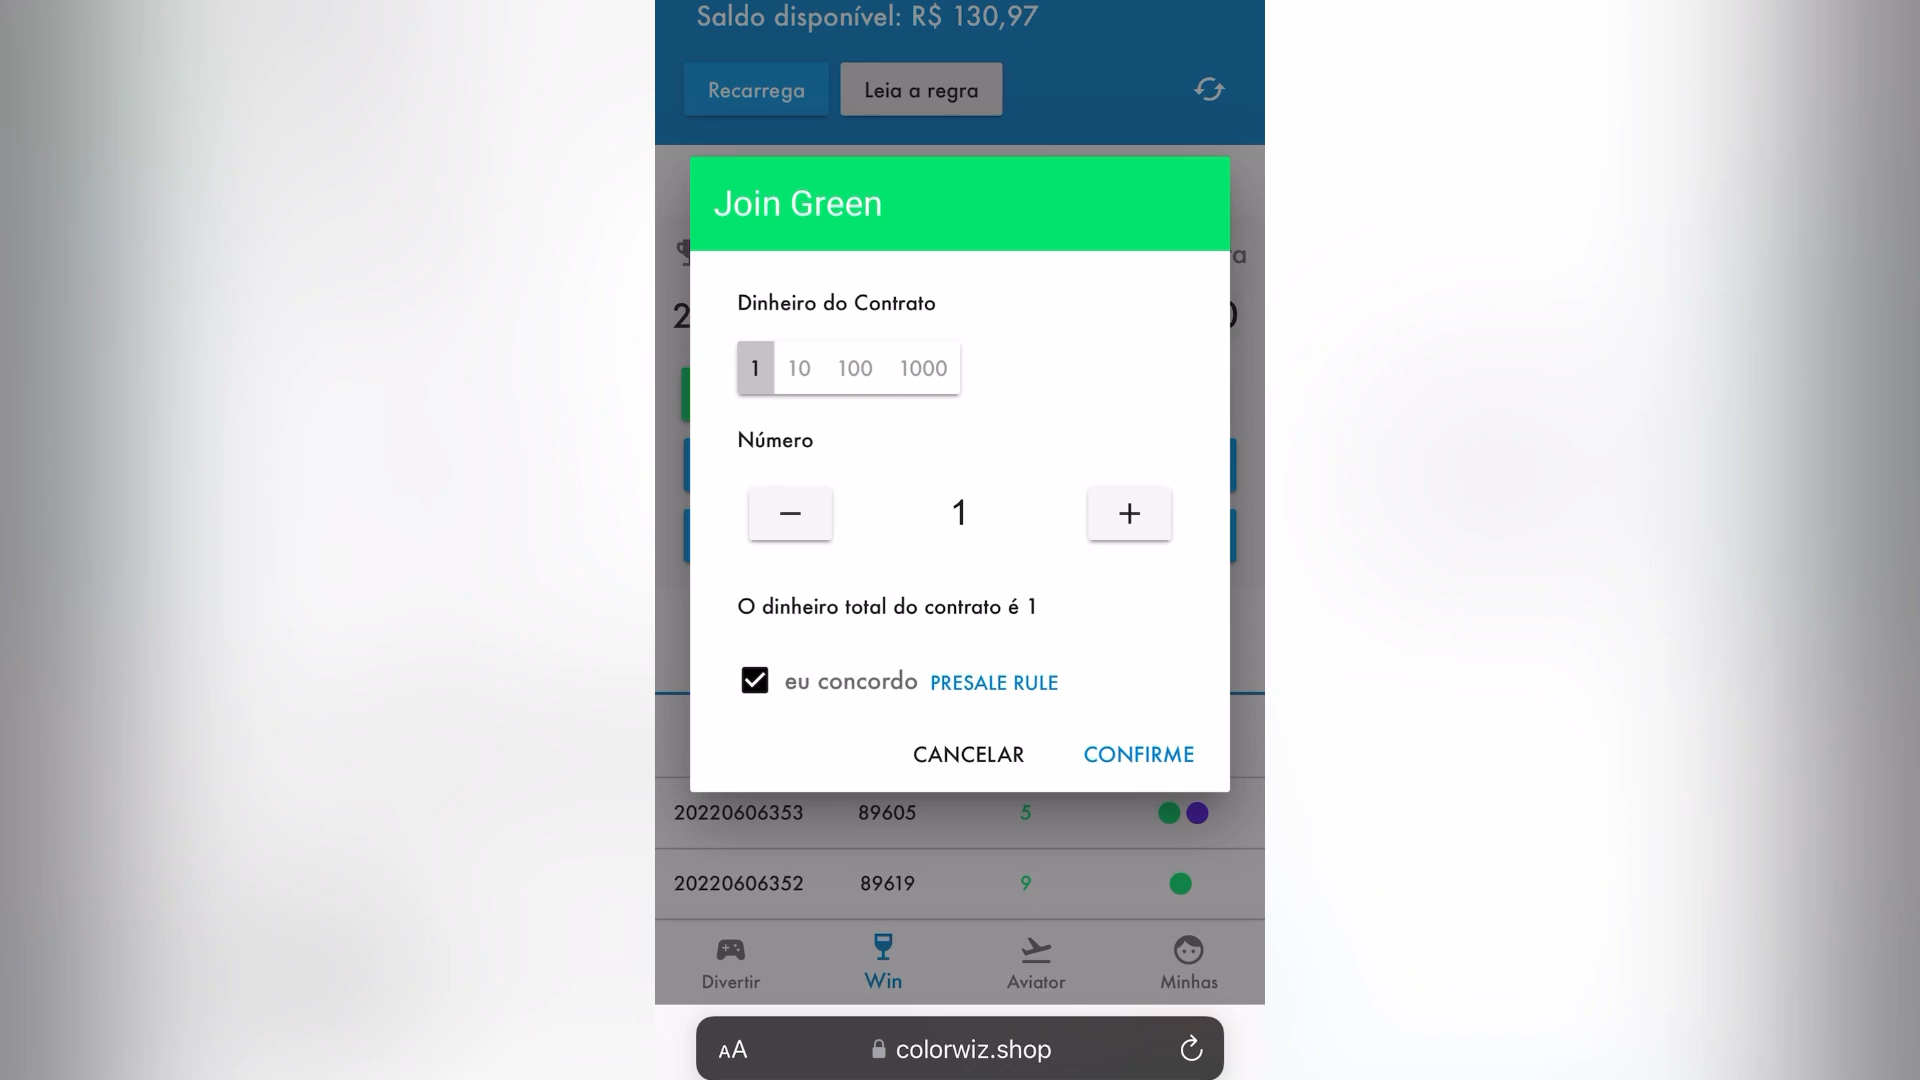 Saldo disponível: R$ 130,97
Recarrega
Leia a regra
Join Green
a
2
Dinheiro do Contrato
1 10 100 1000
Número
− 1 +
O dinheiro total do contrato é 1
eu concordo PRESALE RULE
CANCELAR CONFIRME
20220606353 89605 5
20220606352 89619 9
Divertir Win Aviator Minhas
AA colorwiz.shop